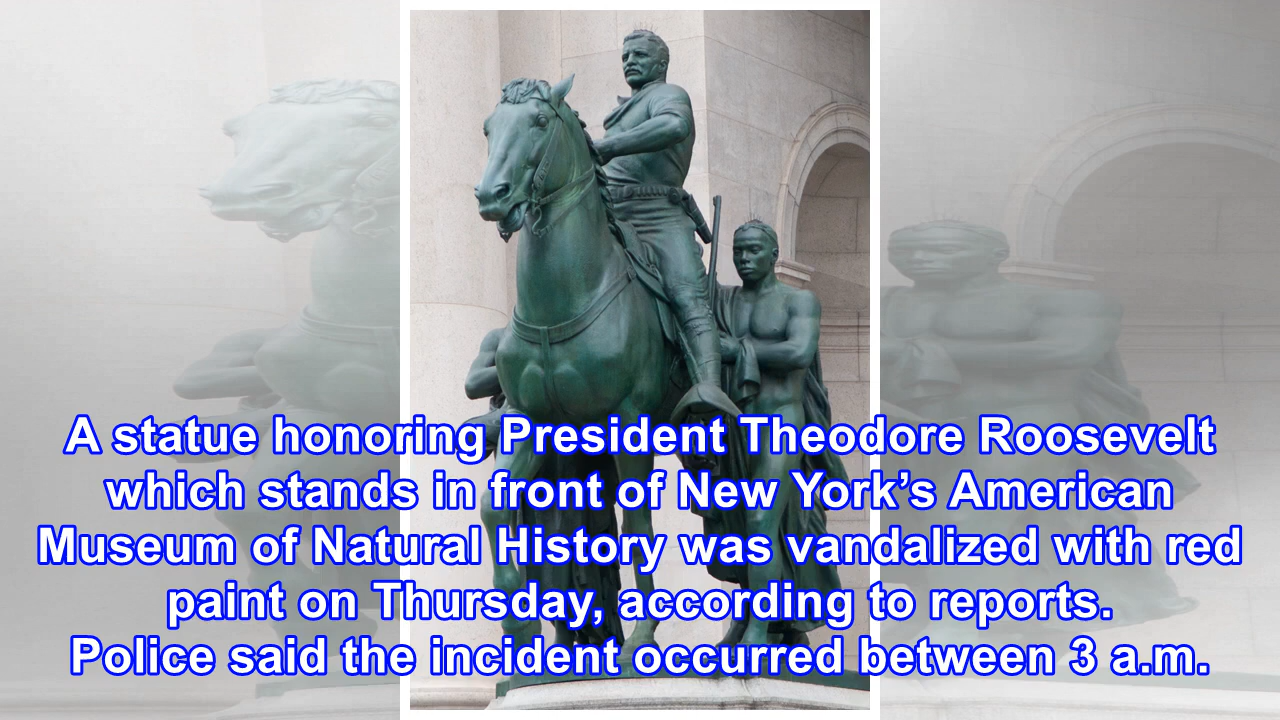 A statue honoring President Theodore Roosevelt
which stands in front of New York’s American
Museum of Natural History was vandalized with red
paint on Thursday, according to reports.
Police said the incident occurred between 3 a.m.